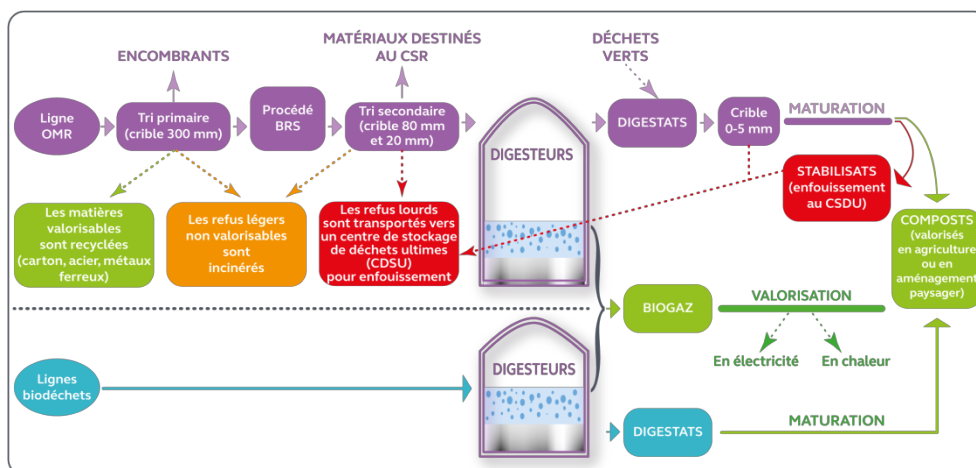 ENCOMBRANTS
MATÉRIAUX DESTINÉS
AU CSR
DÉCHETS
VERTS
Ligne
OMR
Tri primaire
(crible 300 mm)
Procédé
BRS
Tri secondaire
(crible 80 mm
et 20 mm)
DIGESTEURS
DIGESTATS
Crible
0-5 mm
MATURATION
Les matières
valorisables
sont recyclées
(carton, acier, métaux
ferreux)
Les refus légers
non valorisables
sont
incinérés
Les refus lourds
sont transportés vers
un centre de stockage
de déchets ultimes
(CDSU)
pour enfouissement
STABILISATS
(enfouissement
au CSDU)
COMPOSTS
(valorisés
en agriculture
ou en
aménagement
paysager)
BIOGAZ
VALORISATION
En électricité
En chaleur
Lignes
biodéchets
DIGESTEURS
DIGESTATS
MATURATION